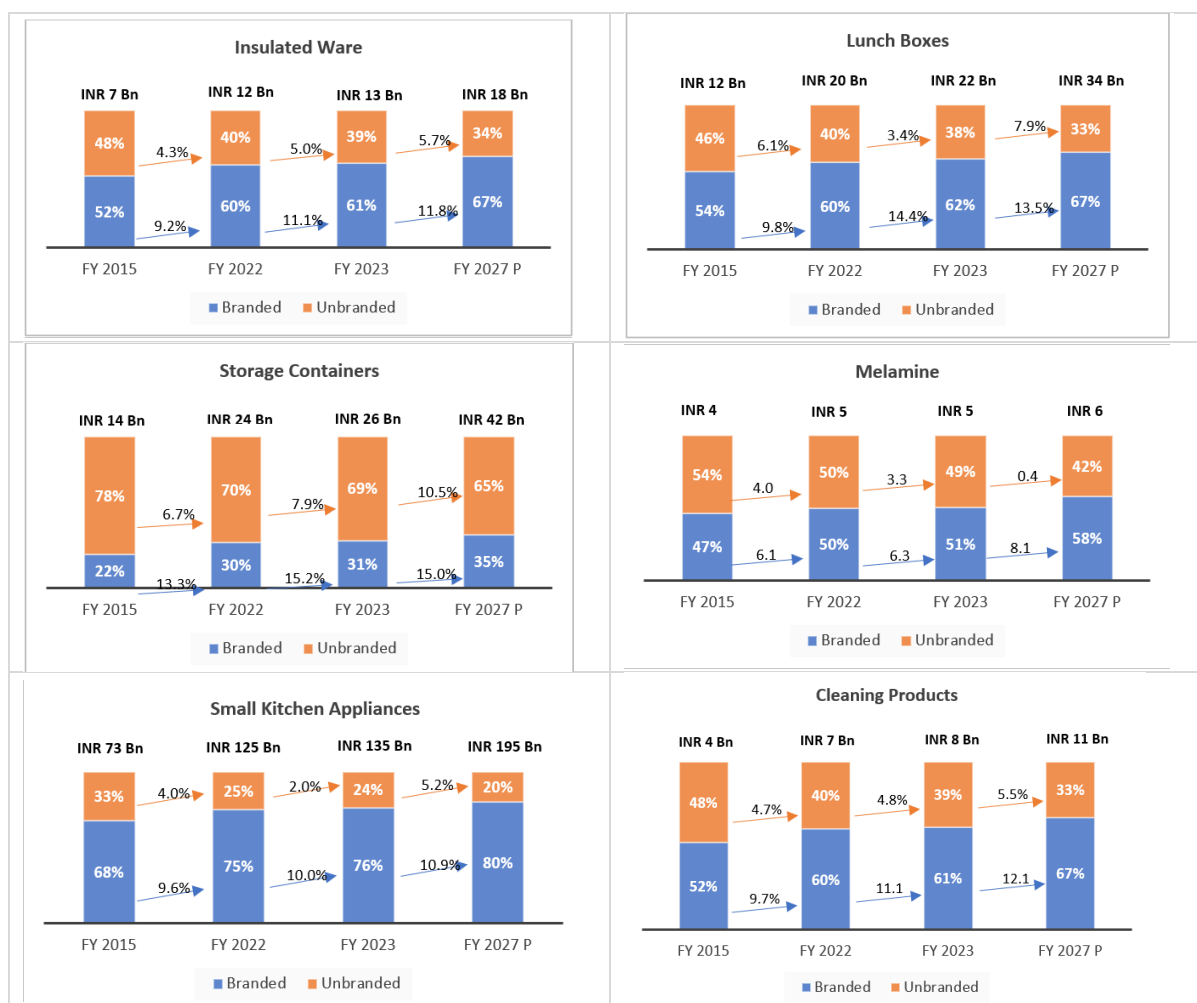 Insulated Ware
INR 7 Bn
INR 12 Bn
INR 13 Bn
INR 18 Bn
48%
4.3%
40%
5.0%
39%
5.7%
34%
52%
9.2%
60%
11.1%
61%
11.8%
67%
FY 2015
FY 2022
FY 2023
FY 2027 P
Branded
Unbranded
Lunch Boxes
INR 12 Bn
INR 20 Bn
INR 22 Bn
INR 34 Bn
46%
6.1%
40%
3.4%
38%
7.9%
33%
54%
9.8%
60%
14.4%
62%
13.5%
67%
FY 2015
FY 2022
FY 2023
FY 2027 P
Branded
Unbranded
Storage Containers
INR 14 Bn
INR 24 Bn
INR 26 Bn
INR 42 Bn
78%
6.7%
70%
7.9%
69%
10.5%
65%
22%
13.3%
30%
15.2%
31%
15.0%
35%
FY 2015
FY 2022
FY 2023
FY 2027 P
Branded
Unbranded
Melamine
INR 4
INR 5
INR 5
INR 6
54%
4.0
50%
3.3
49%
0.4
42%
47%
6.1
50%
6.3
51%
8.1
58%
FY 2015
FY 2022
FY 2023
FY 2027 P
Branded
Unbranded
Small Kitchen Appliances
INR 73 Bn
INR 125 Bn
INR 135 Bn
INR 195 Bn
33%
4.0%
25%
2.0%
24%
5.2%
20%
68%
9.6%
75%
10.0%
76%
10.9%
80%
FY 2015
FY 2022
FY 2023
FY 2027 P
Branded
Unbranded
Cleaning Products
INR 4 Bn
INR 7 Bn
INR 8 Bn
INR 11 Bn
48%
4.7%
40%
4.8%
39%
5.5%
33%
52%
9.7%
60%
11.1
61%
12.1
67%
FY 2015
FY 2022
FY 2023
FY 2027 P
Branded
Unbranded